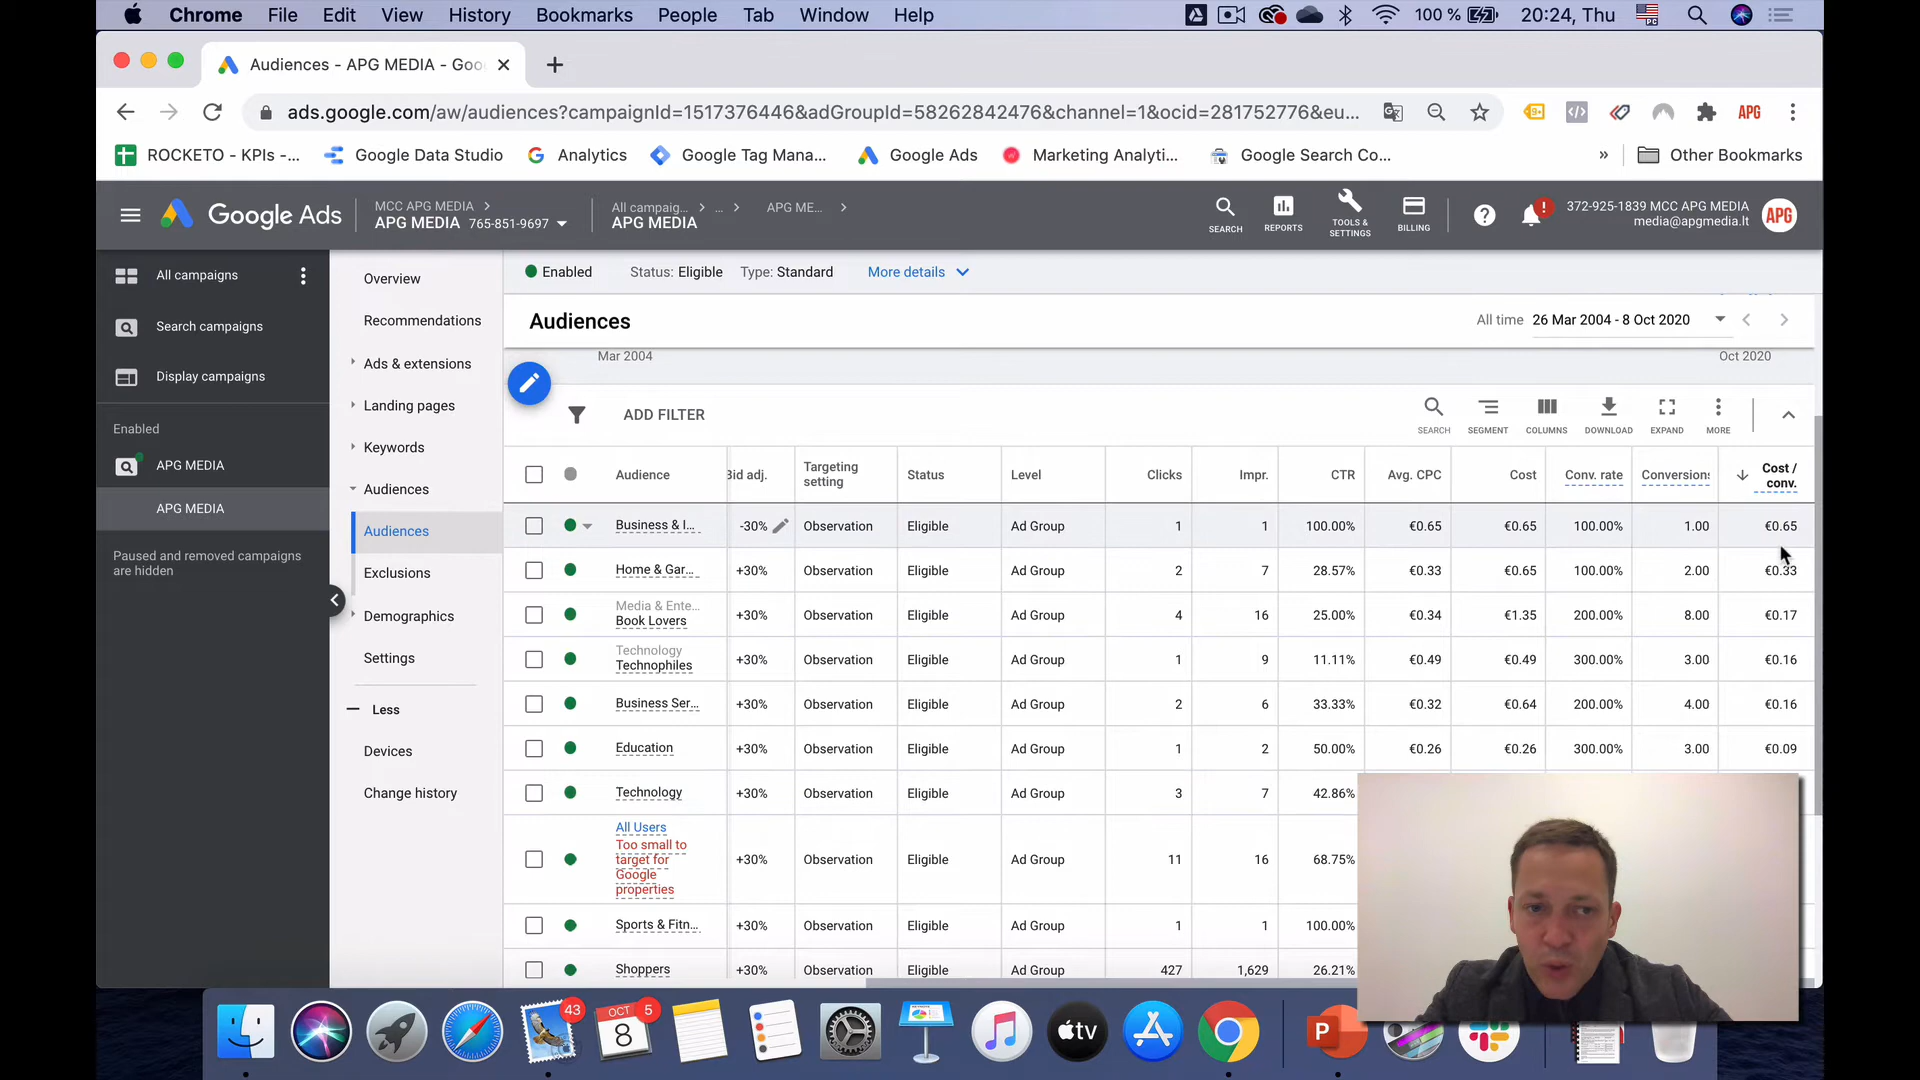 Chrome File Edit View History Bookmarks People Tab Window Help 100 % 20:24, Thu
Audiences - APG MEDIA - Goo
ads.google.com/aw/audiences?campaignId=1517376446&adGroupId=58262842476&channel=1&ocid=281752776&eu...
APG
ROCKETO - KPIs -... Google Data Studio Analytics Google Tag Mana... Google Ads Marketing Analyti... Google Search Co... » Other Bookmarks
Google Ads
MCC APG MEDIA
APG MEDIA 765-851-9697
All campaig... ... APG ME...
APG MEDIA
SEARCH REPORTS TOOLS & SETTINGS BILLING
372-925-1839 MCC APG MEDIA
media@apgmedia.lt
APG
All campaigns
Search campaigns
Display campaigns
Enabled
APG MEDIA
APG MEDIA
Paused and removed campaigns
are hidden
Overview
Recommendations
Ads & extensions
Landing pages
Keywords
Audiences
Audiences
Exclusions
Demographics
Settings
Less
Devices
Change history
Enabled Status: Eligible Type: Standard More details
Audiences
All time 26 Mar 2004 - 8 Oct 2020
Mar 2004 Oct 2020
ADD FILTER
SEARCH SEGMENT COLUMNS DOWNLOAD EXPAND MORE
Audience Bid adj. Targeting setting Status Level Clicks Impr. CTR Avg. CPC Cost Conv. rate Conversions Cost / conv.
Business & I... -30% Observation Eligible Ad Group 1 1 100.00% €0.65 €0.65 100.00% 1.00 €0.65
Home & Gar... +30% Observation Eligible Ad Group 2 7 28.57% €0.33 €0.65 100.00% 2.00 €0.33
Media & Ente...
Book Lovers +30% Observation Eligible Ad Group 4 16 25.00% €0.34 €1.35 200.00% 8.00 €0.17
Technology
Technophiles +30% Observation Eligible Ad Group 1 9 11.11% €0.49 €0.49 300.00% 3.00 €0.16
Business Ser... +30% Observation Eligible Ad Group 2 6 33.33% €0.32 €0.64 200.00% 4.00 €0.16
Education +30% Observation Eligible Ad Group 1 2 50.00% €0.26 €0.26 300.00% 3.00 €0.09
Technology +30% Observation Eligible Ad Group 3 7 42.86%
All Users
Too small to
target for
Google
properties
+30% Observation Eligible Ad Group 11 16 68.75%
Sports & Fitn... +30% Observation Eligible Ad Group 1 1 100.00%
Shoppers +30% Observation Eligible Ad Group 427 1,629 26.21%
43
OCT
8
5
tv
P